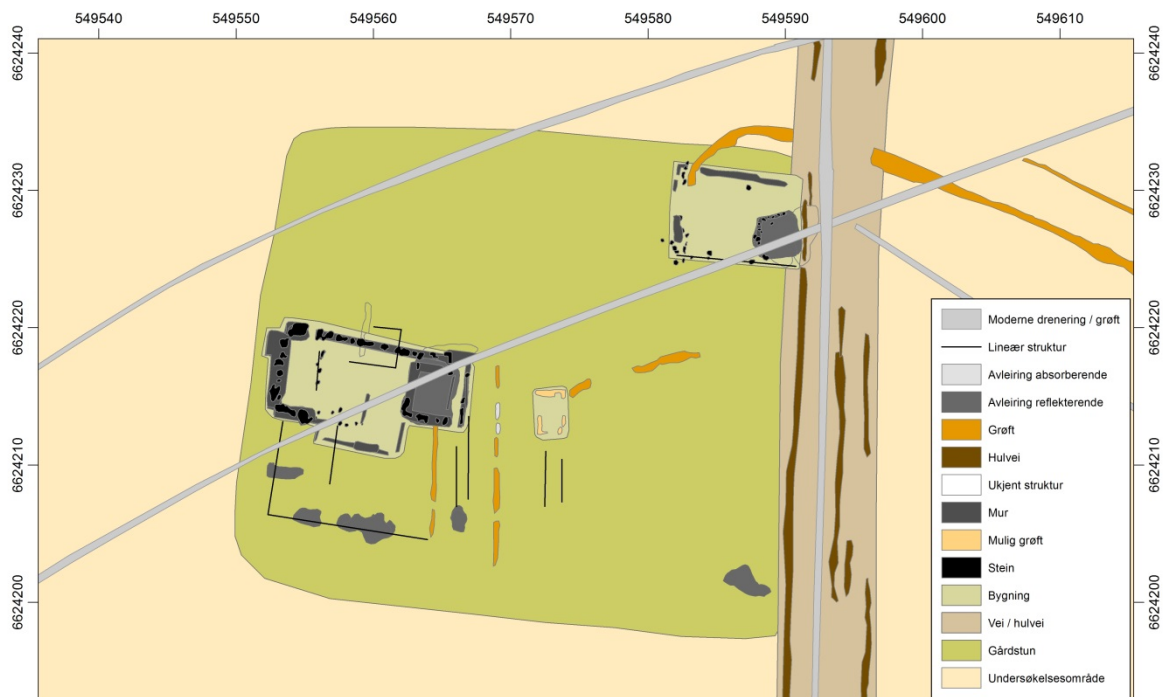 549540 549550 549560 549570 549580 549590 549600 549610
6624240 6624240
6624230 6624230
6624220 6624220
6624210 6624210
6624200 6624200
Moderne drenering / grøft
Lineær struktur
Avleiring absorberende
Avleiring reflekterende
Grøft
Hulvei
Ukjent struktur
Mur
Mulig grøft
Stein
Bygning
Vei / hulvei
Gårdstun
Undersøkelsesområde